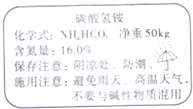 碳酸氢铵
化学式：NH₄HCO₃ 净重50kg
含氮量：16.0%
保存注意：阴凉处、防潮、
施用注意：避免雨天、高温天气，
不要与碱性物质混用